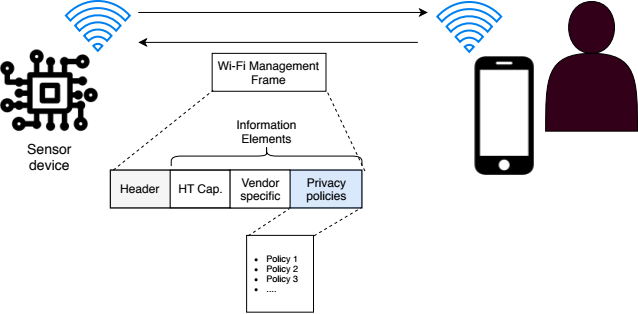 Wi-Fi Management
Frame
Sensor
device
Information
Elements
Header
HT Cap.
Vendor
specific
Privacy
policies
• Policy 1
• Policy 2
• Policy 3
• ....